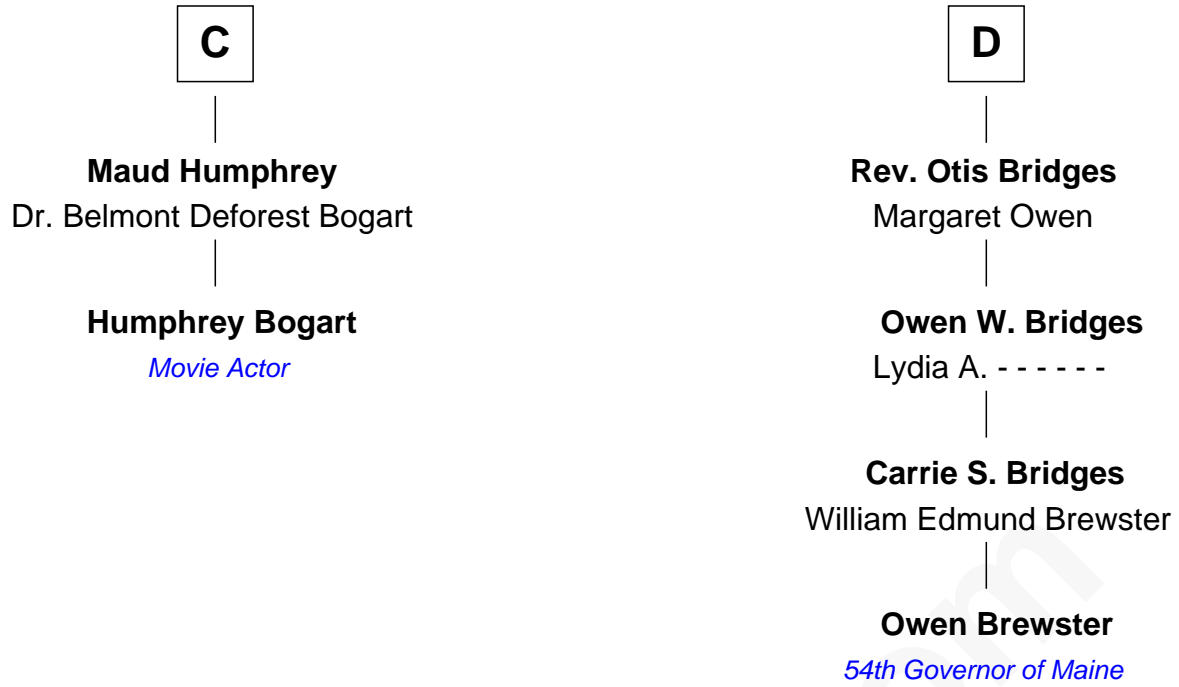 C
Maud Humphrey
Dr. Belmont Deforest Bogart
Humphrey Bogart
Movie Actor
D
Rev. Otis Bridges
Margaret Owen
Owen W. Bridges
Lydia A. - - - - - -
Carrie S. Bridges
William Edmund Brewster
Owen Brewster
54th Governor of Maine